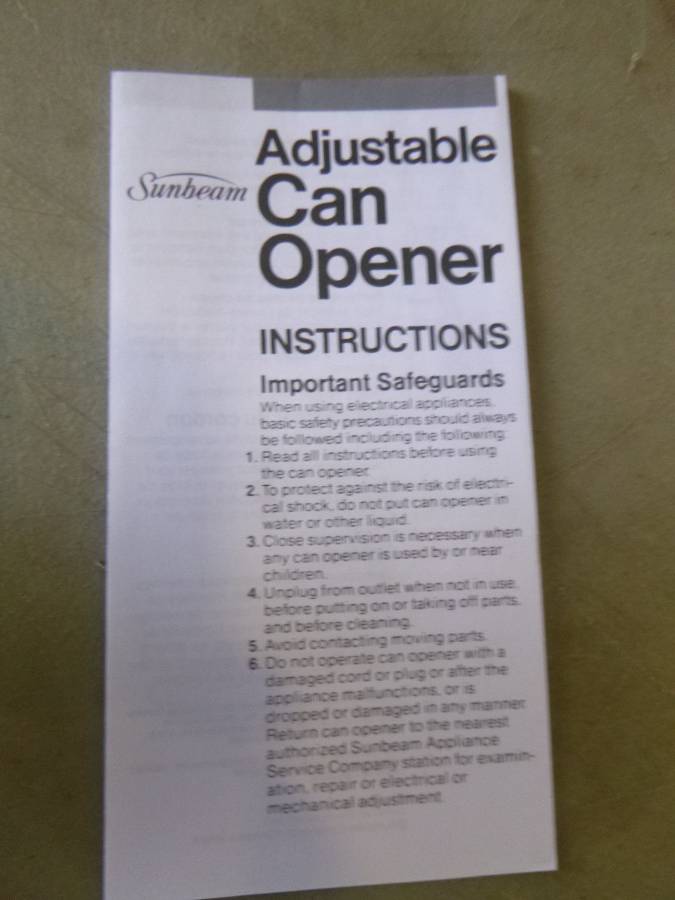 Adjustable
Sunbeam
Can
Opener
INSTRUCTIONS
Important Safeguards
When using electrical appliances,
basic safety precautions should always
be followed including the following:
1. Read all instructions before using
the can opener.
2. To protect against the risk of electri-
cal shock, do not put can opener in
water or other liquid.
3. Close supervision is necessary when
any can opener is used by or near
children.
4. Unplug from outlet when not in use,
before putting on or taking off parts,
and before cleaning.
5. Avoid contacting moving parts.
6. Do not operate can opener with a
damaged cord or plug or after the
appliance malfunctions, or is
dropped or damaged in any manner.
Return can opener to the nearest
authorized Sunbeam Appliance
Service Company station for examin-
ation, repair or electrical or
mechanical adjustment.